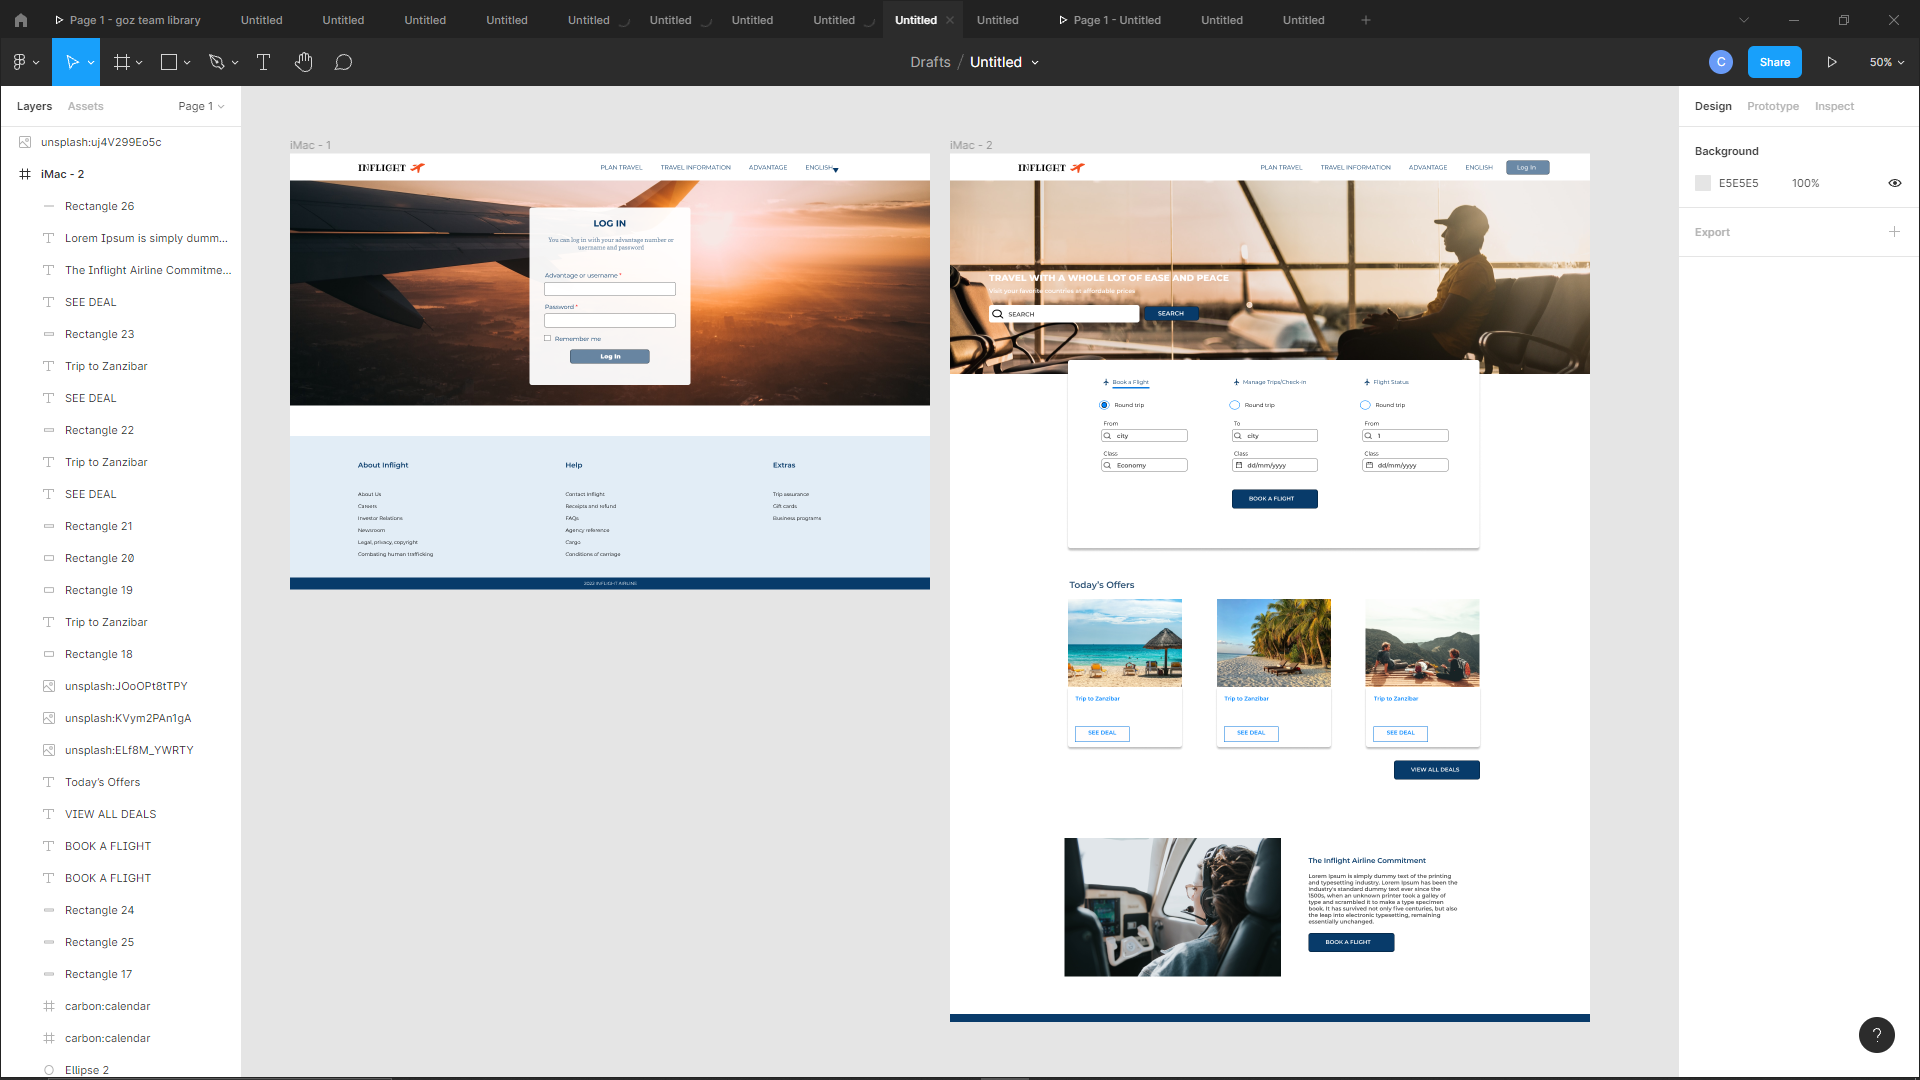 Page 1 - goz team library
Untitled
Untitled
Untitled
Untitled
Untitled
Untitled
Untitled
Untitled
Untitled
Untitled
Page 1 - Untitled
Untitled
Untitled
Drafts / Untitled
C
Share
50%
Layers
Assets
Page 1
unsplash:uj4V299Eo5c
iMac - 2
Rectangle 26
Lorem Ipsum is simply dumm...
The Inflight Airline Commitme...
SEE DEAL
Rectangle 23
Trip to Zanzibar
SEE DEAL
Rectangle 22
Trip to Zanzibar
SEE DEAL
Rectangle 21
Rectangle 20
Rectangle 19
Trip to Zanzibar
Rectangle 18
unsplash:JOoOPt8tTPY
unsplash:KVym2PAn1gA
unsplash:ELf8M_YWRTY
Today's Offers
VIEW ALL DEALS
BOOK A FLIGHT
BOOK A FLIGHT
Rectangle 24
Rectangle 25
Rectangle 17
carbon:calendar
carbon:calendar
Ellipse 2
iMac - 1
INFLIGHT
PLAN TRAVEL
TRAVEL INFORMATION
ADVANTAGE
ENGLISH
LOG IN
You can log in with your advantage number or
username and password
Advantage or username *
Password *
Remember me
Log In
About Inflight
About Us
Careers
Investor Relations
Newsroom
Legal, privacy, copyright
Combating human trafficking
Help
Contact Inflight
Receipts and refund
FAQs
Agency reference
Cargo
Conditions of carriage
Extras
Trip assurance
Gift cards
Business programs
2022 INFLIGHT AIRLINE
iMac - 2
INFLIGHT
PLAN TRAVEL
TRAVEL INFORMATION
ADVANTAGE
ENGLISH
Log In
TRAVEL WITH A WHOLE LOT OF EASE AND PEACE
Visit your favorite countries at affordable prices
SEARCH
SEARCH
Book a Flight
Manage Trips/Check-in
Flight Status
Round trip
Round trip
Round trip
From
To
From
city
city
1
Class
Class
Class
Economy
dd/mm/yyyy
dd/mm/yyyy
BOOK A FLIGHT
Today's Offers
Trip to Zanzibar
Trip to Zanzibar
Trip to Zanzibar
SEE DEAL
SEE DEAL
SEE DEAL
VIEW ALL DEALS
The Inflight Airline Commitment
Lorem Ipsum is simply dummy text of the printing
and typesetting industry. Lorem Ipsum has been the
industry's standard dummy text ever since the
1500s, when an unknown printer took a galley of
type and scrambled it to make a type specimen
book. It has survived not only five centuries, but also
the leap into electronic typesetting, remaining
essentially unchanged.
BOOK A FLIGHT
Design
Prototype
Inspect
Background
E5E5E5
100%
Export
?